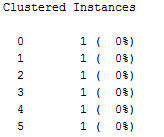 Clustered Instances
0 1 ( 0%)
1 1 ( 0%)
2 1 ( 0%)
3 1 ( 0%)
4 1 ( 0%)
5 1 ( 0%)